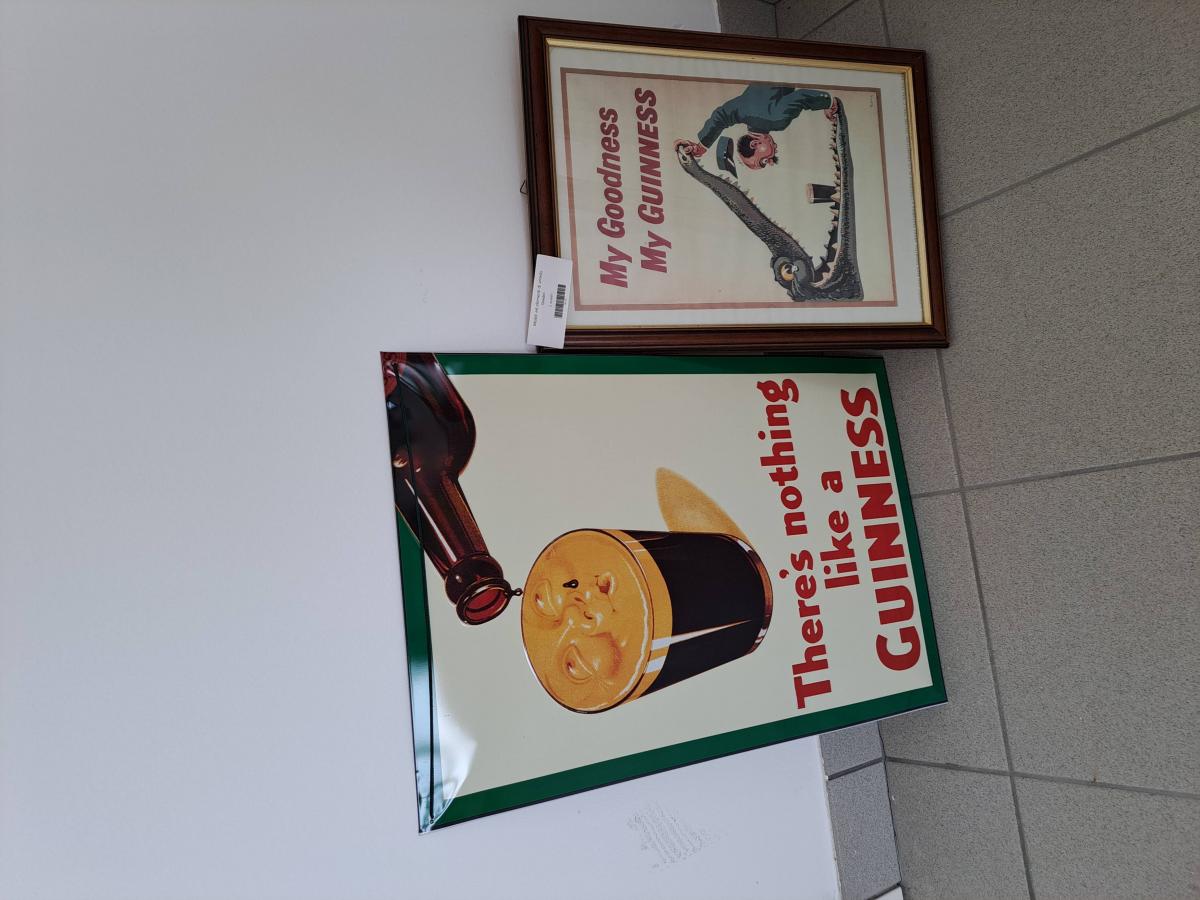 There's nothing
like a
GUINNESS
My Goodness
My GUINNESS